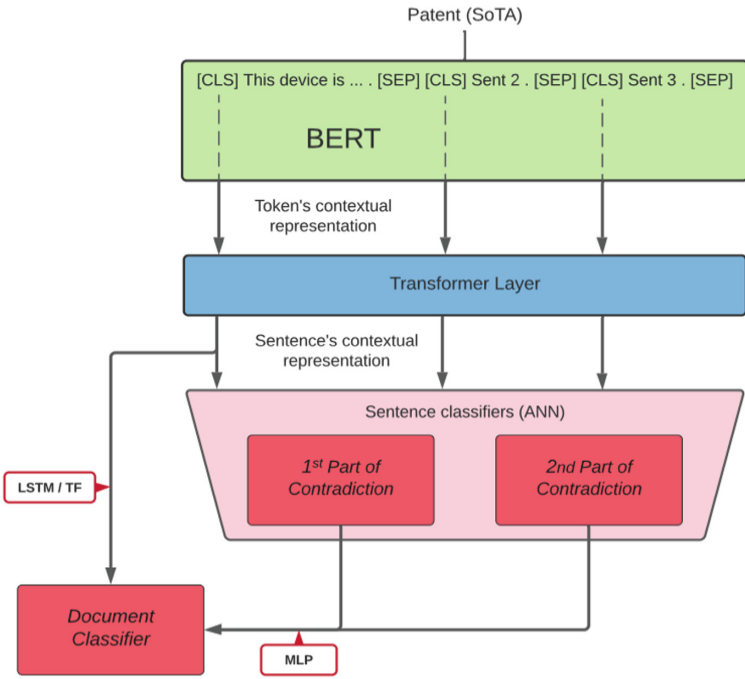 Patent (SoTA)
[CLS] This device is ... . [SEP] [CLS] Sent 2 . [SEP] [CLS] Sent 3 . [SEP]
BERT
Token's contextual
representation
Transformer Layer
Sentence's contextual
representation
Sentence classifiers (ANN)
1st Part of
Contradiction
2nd Part of
Contradiction
LSTM / TF
Document
Classifier
MLP